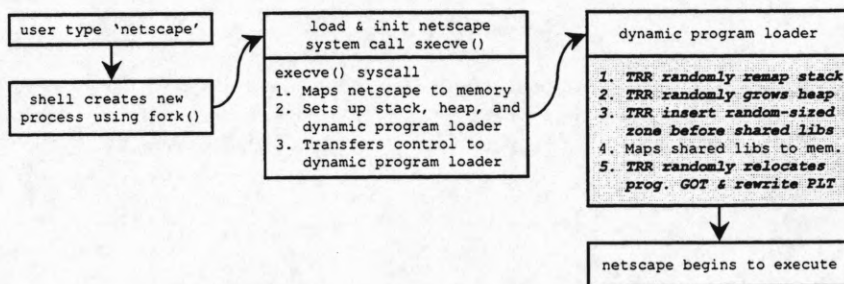 user type 'netscape'
shell creates new
process using fork()
load & init netscape
system call sxecve()
execve() syscall
1. Maps netscape to memory
2. Sets up stack, heap, and
dynamic program loader
3. Transfers control to
dynamic program loader
dynamic program loader
1. TRR randomly remap stack
2. TRR randomly grows heap
3. TRR insert random-sized
zone before shared libs
4. Maps shared libs to mem.
5. TRR randomly relocates
prog. GOT & rewrite PLT
netscape begins to execute